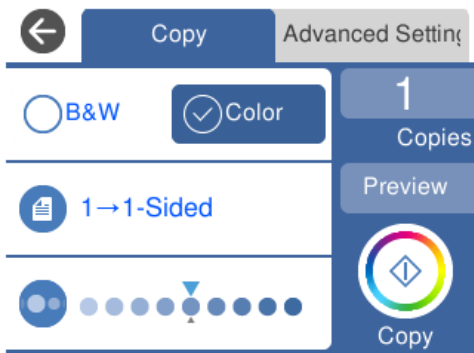 Copy
Advanced Setting
B&W
Color
1
Copies
1→1-Sided
Preview
Copy